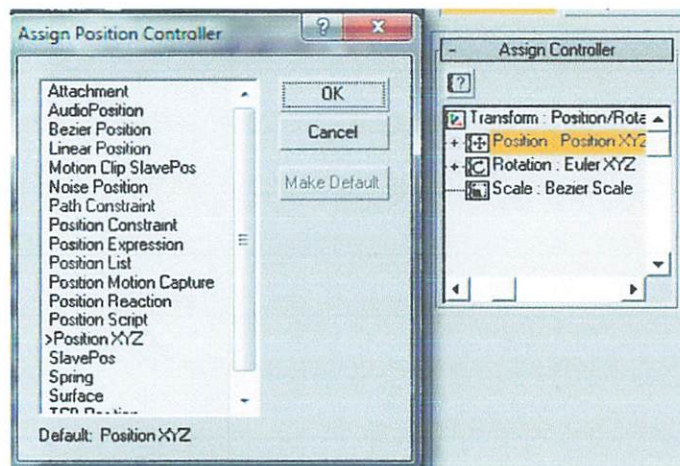 Assign Position Controller
?
x
Attachment
AudioPosition
Bezier Position
Linear Position
Motion Clip SlavePos
Noise Position
Path Constraint
Position Constraint
Position Expression
Position List
Position Motion Capture
Position Reaction
Position Script
>Position XYZ
SlavePos
Spring
Surface
Default: Position XYZ
OK
Cancel
Make Default
- Assign Controller
?
Transform : Position/Rota
+ Position : Position XYZ
+ Rotation : Euler XYZ
Scale : Bezier Scale